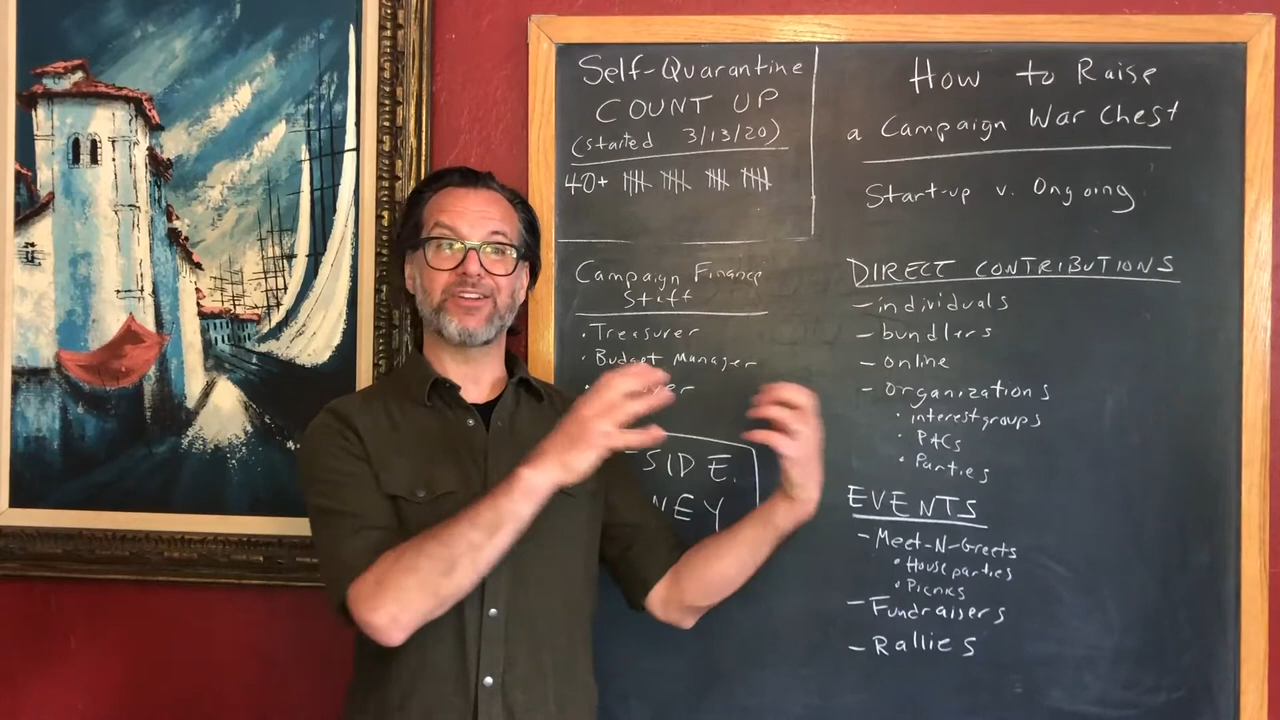 Self-Quarantine
COUNT UP
(started 3/13/20)
40+
Campaign Finance
Staff
• Treasurer
• Budget Manager
SIDE
NEY
How to Raise
a Campaign War Chest
Start-up v. Ongoing
DIRECT CONTRIBUTIONS
- individuals
- bundlers
- online
- organizations
• interest groups
• PACs
• Parties
EVENTS
- Meet-N-Greets
• House parties
• Picnics
- Fundraisers
- Rallies